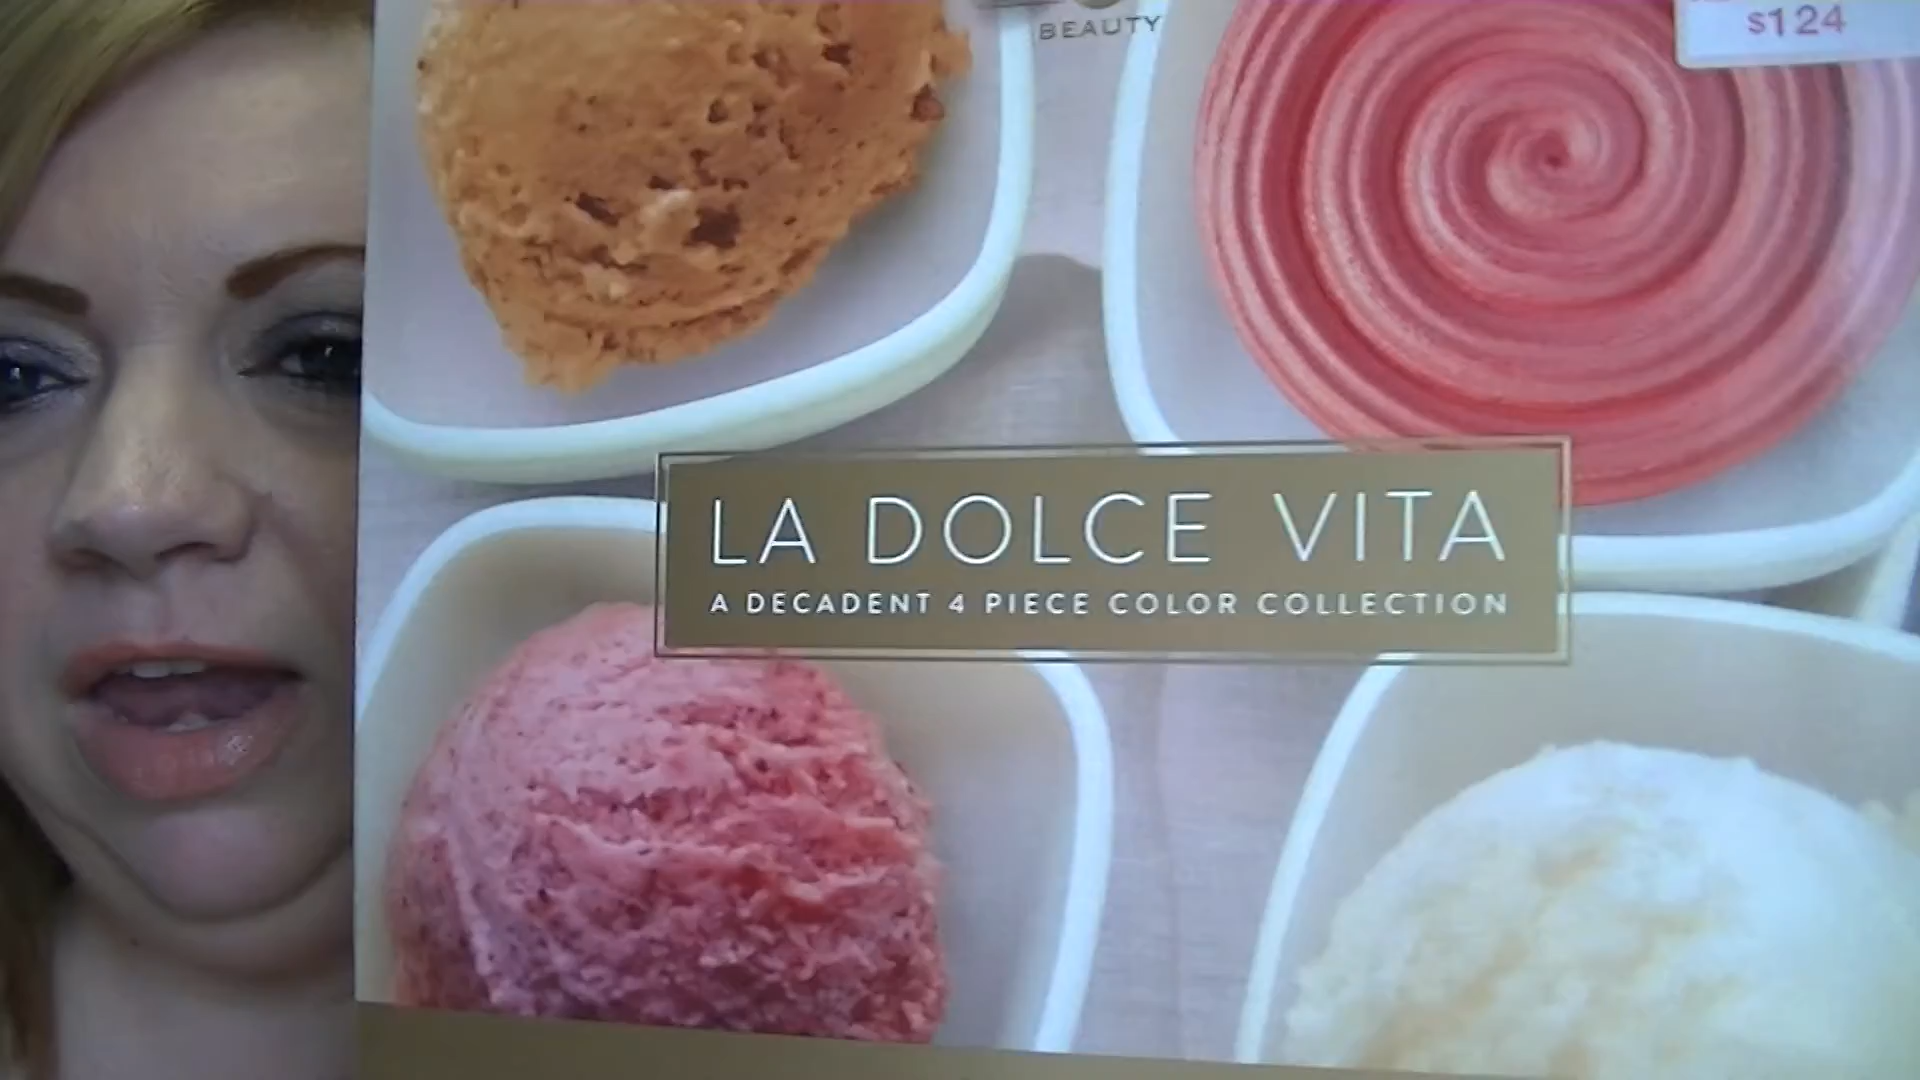 BEAUTY
$124
LA DOLCE VITA
A DECADENT 4 PIECE COLOR COLLECTION